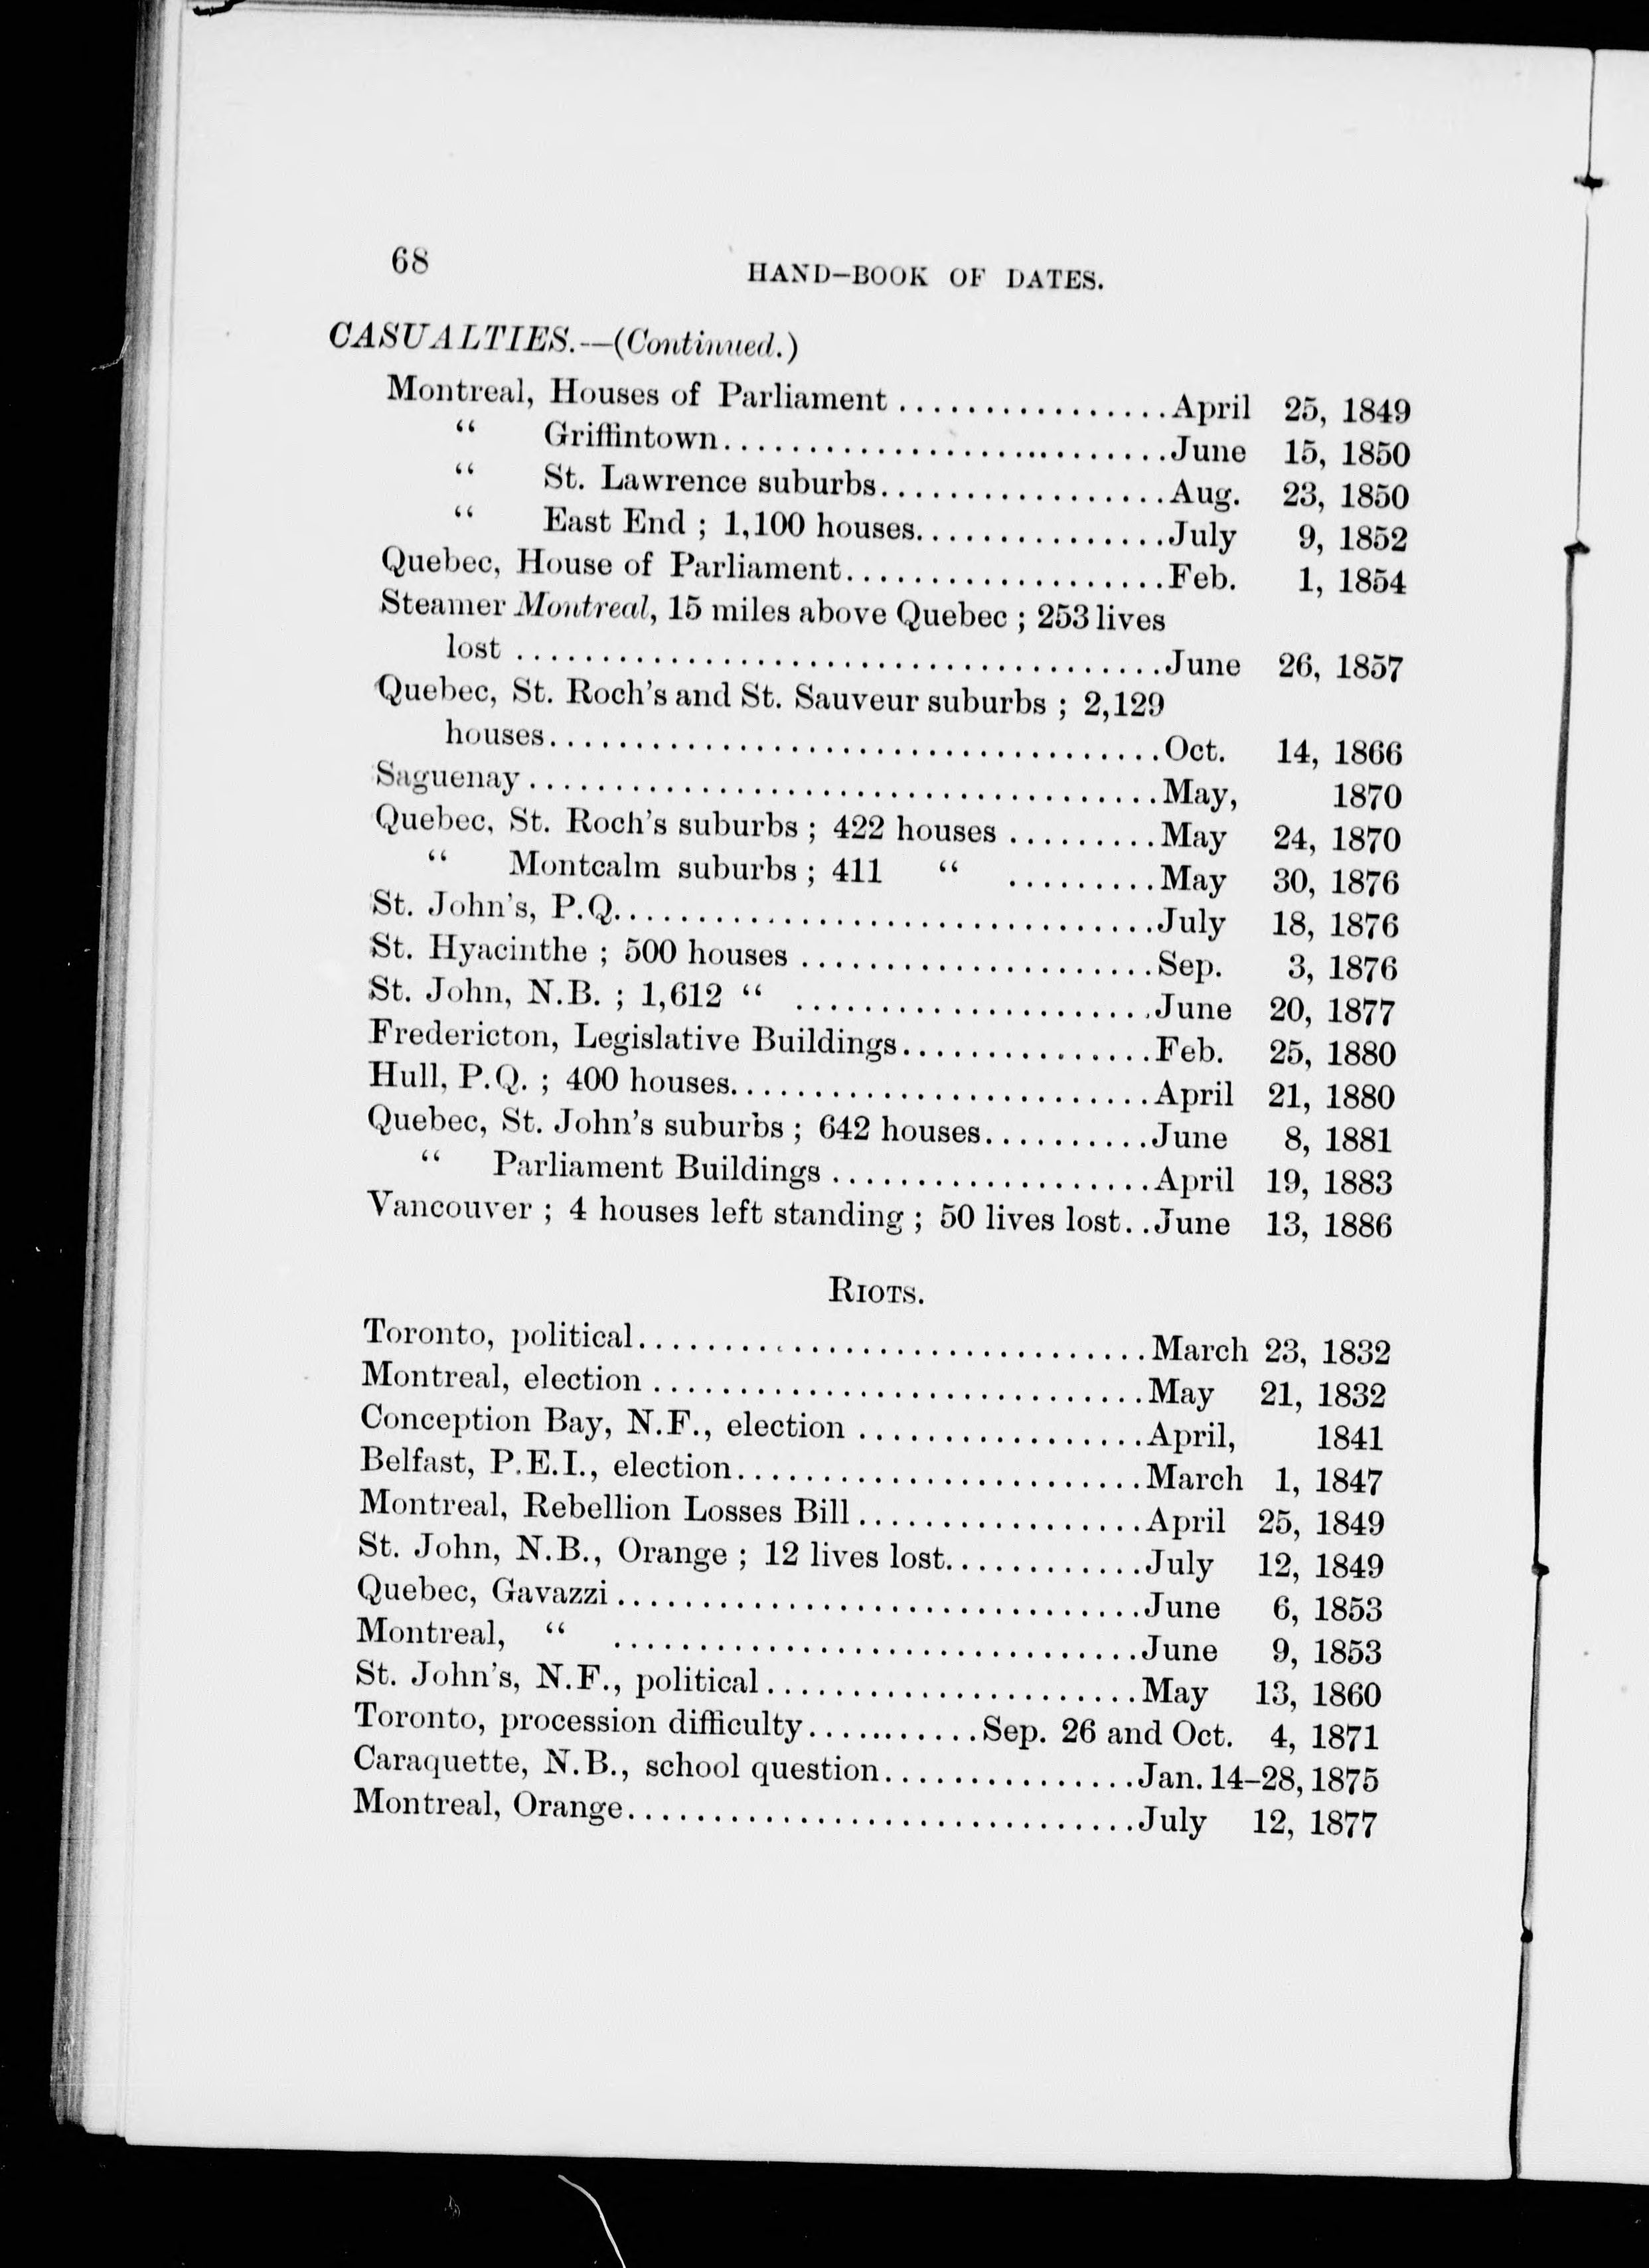 68
HAND-BOOK OF DATES.
CASUALTIES.—(Continued.)
Montreal, Houses of Parliament ................ April 25, 1849
“ Griffintown .......................... June 15, 1850
“ St. Lawrence suburbs ................. Aug. 23, 1850
“ East End ; 1,100 houses ............... July 9, 1852
Quebec, House of Parliament ................... Feb. 1, 1854
Steamer Montreal, 15 miles above Quebec ; 253 lives
lost ...................................... June 26, 1857
Quebec, St. Roch's and St. Sauveur suburbs ; 2,129
houses .................................... Oct. 14, 1866
Saguenay ..................................... May, 1870
Quebec, St. Roch's suburbs ; 422 houses ......... May 24, 1870
“ Montcalm suburbs ; 411 “ ......... May 30, 1876
St. John's, P.Q. ................................ July 18, 1876
St. Hyacinthe ; 500 houses ..................... Sep. 3, 1876
St. John, N.B. ; 1,612 “ ..................... June 20, 1877
Fredericton, Legislative Buildings ............... Feb. 25, 1880
Hull, P.Q. ; 400 houses ......................... April 21, 1880
Quebec, St. John's suburbs ; 642 houses .......... June 8, 1881
“ Parliament Buildings ................... April 19, 1883
Vancouver ; 4 houses left standing ; 50 lives lost .. June 13, 1886
RIOTS.
Toronto, political .............................. March 23, 1832
Montreal, election ............................. May 21, 1832
Conception Bay, N.F., election ................. April, 1841
Belfast, P.E.I., election ........................ March 1, 1847
Montreal, Rebellion Losses Bill ................. April 25, 1849
St. John, N.B., Orange ; 12 lives lost ............ July 12, 1849
Quebec, Gavazzi ............................... June 6, 1853
Montreal, “ ............................... June 9, 1853
St. John's, N.F., political ...................... May 13, 1860
Toronto, procession difficulty ........... Sep. 26 and Oct. 4, 1871
Caraquette, N.B., school question ............... Jan. 14-28, 1875
Montreal, Orange .............................. July 12, 1877